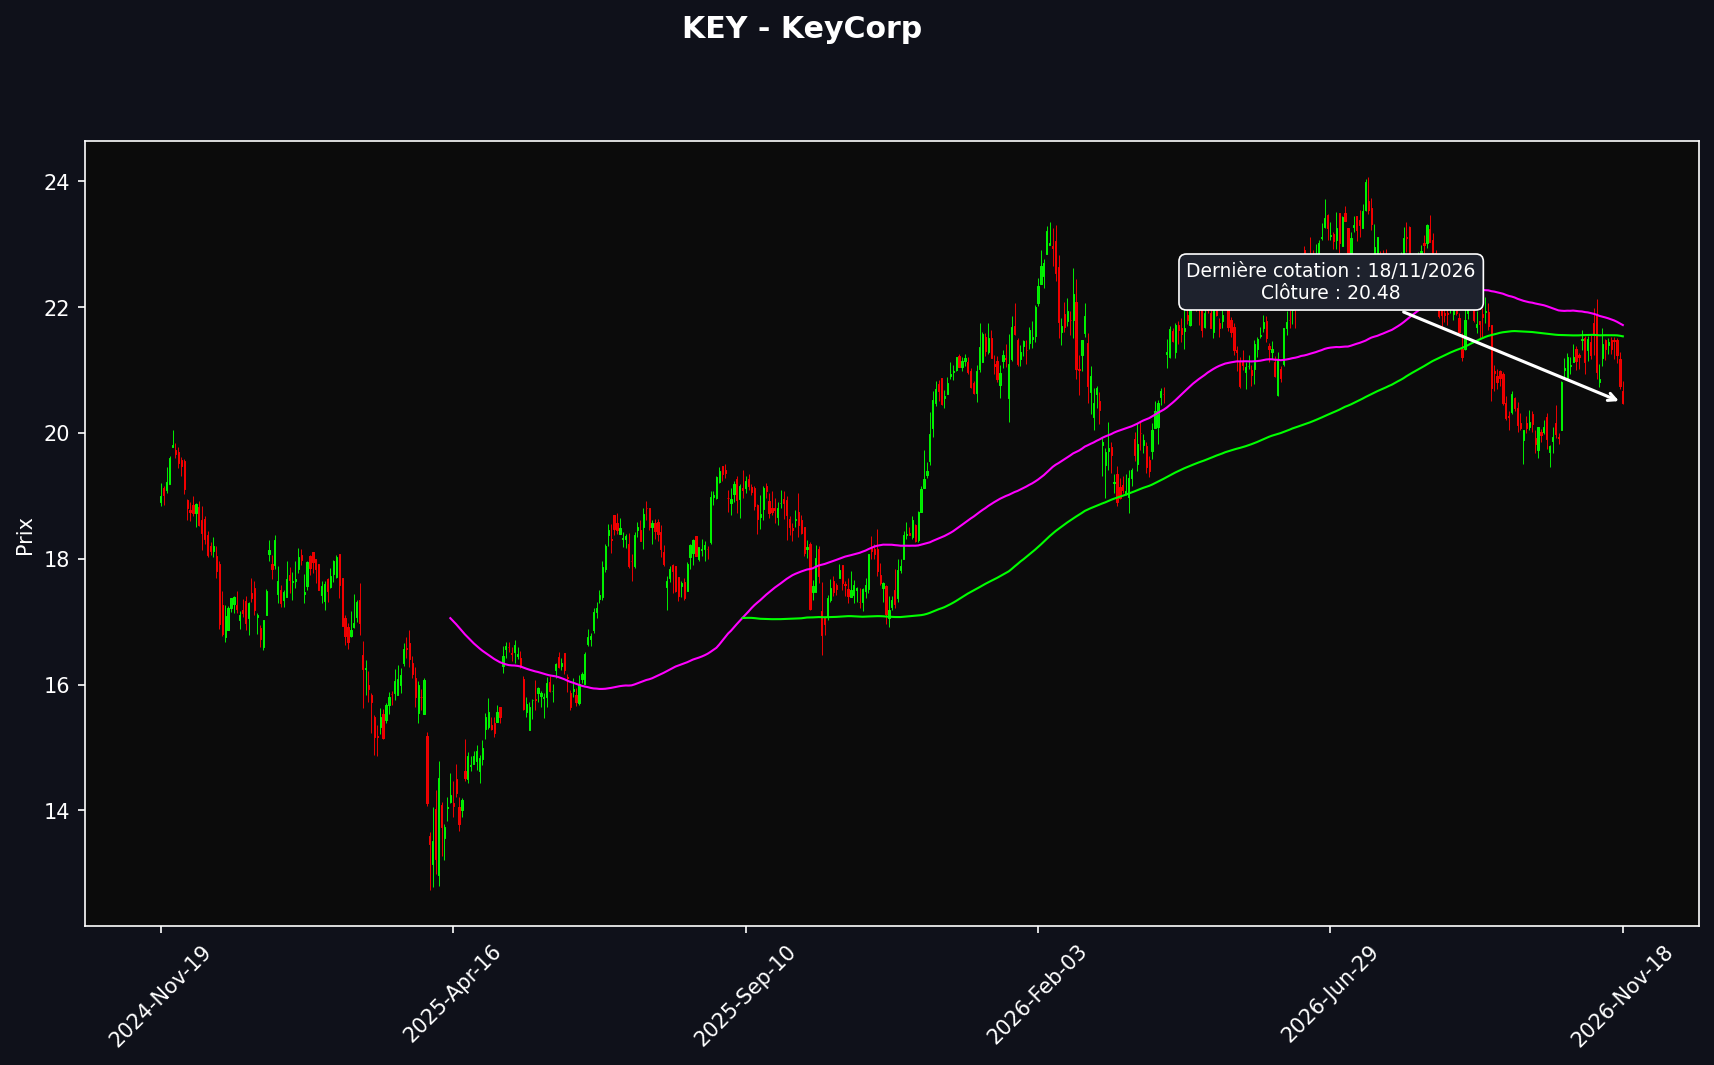 KEY - KeyCorp
Prix
24
22
20
18
16
14
Dernière cotation : 18/11/2026
Clôture : 20.48
2024-Nov-19
2025-Apr-16
2025-Sep-10
2026-Feb-03
2026-Jun-29
2026-Nov-18